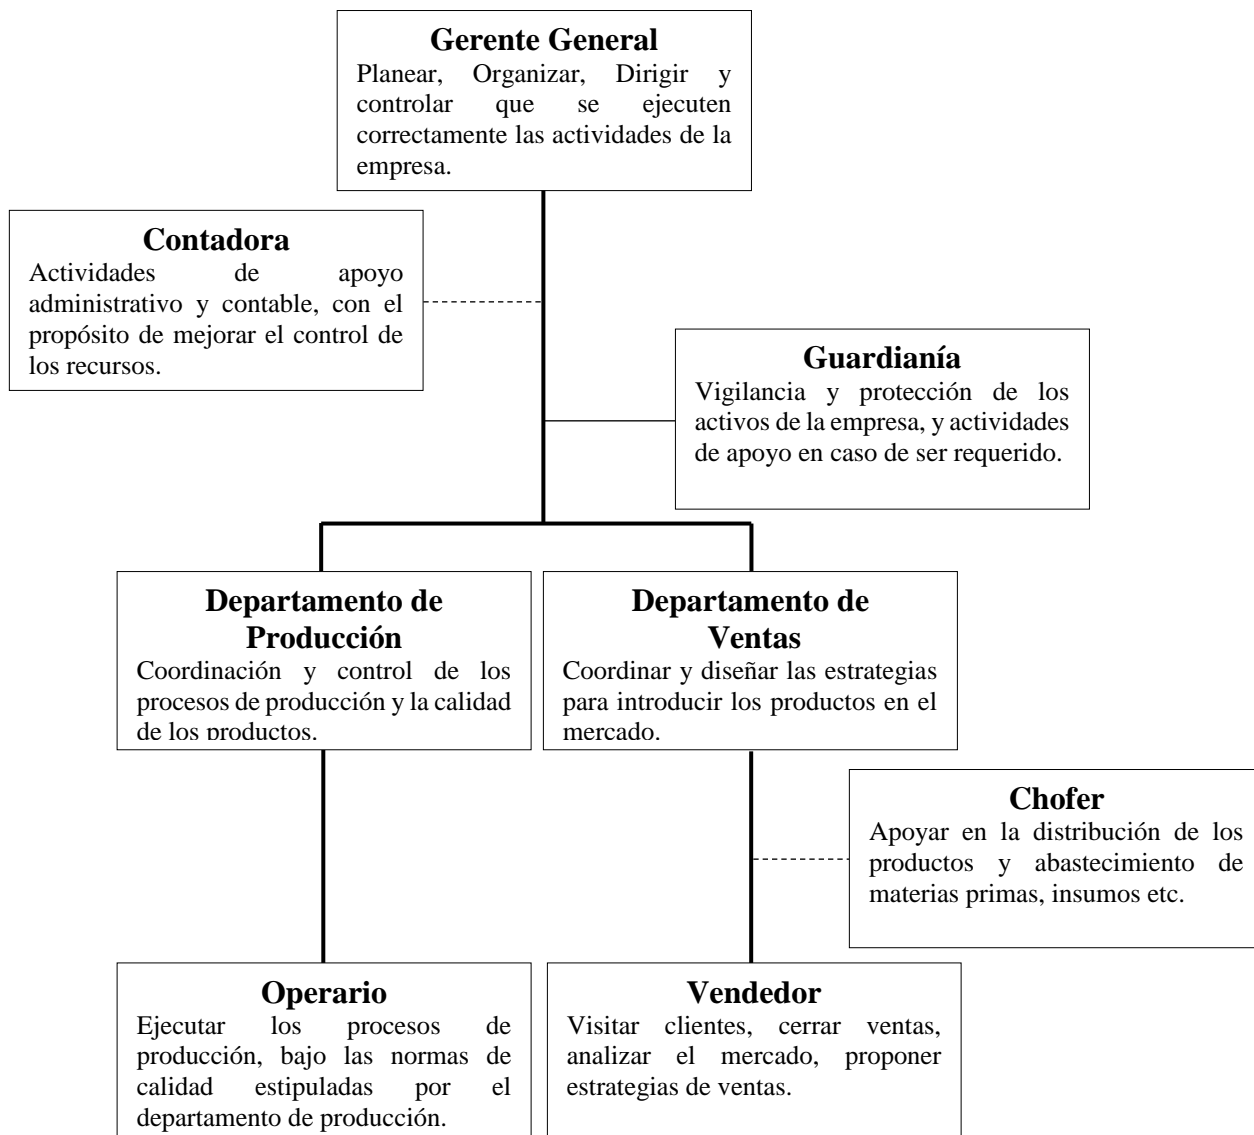 Gerente General
Planear, Organizar, Dirigir y
controlar que se ejecuten
correctamente las actividades de la
empresa.
Contadora
Actividades de apoyo
administrativo y contable, con el
propósito de mejorar el control de
los recursos.
Guardianía
Vigilancia y protección de los
activos de la empresa, y actividades
de apoyo en caso de ser requerido.
Departamento de
Producción
Coordinación y control de los
procesos de producción y la calidad
de los productos.
Departamento de
Ventas
Coordinar y diseñar las estrategias
para introducir los productos en el
mercado.
Chofer
Apoyar en la distribución de los
productos y abastecimiento de
materias primas, insumos etc.
Operario
Ejecutar los procesos de
producción, bajo las normas de
calidad estipuladas por el
departamento de producción.
Vendedor
Visitar clientes, cerrar ventas,
analizar el mercado, proponer
estrategias de ventas.